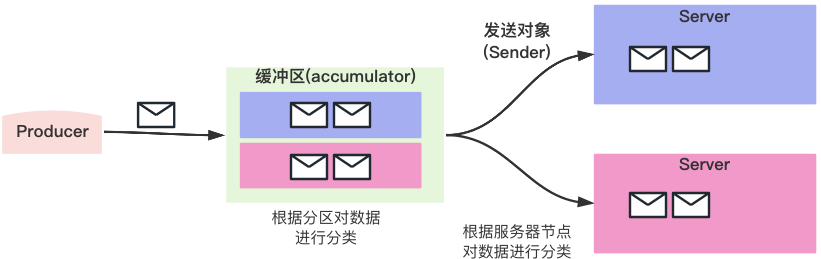 Producer
缓冲区(accumulator)
根据分区对数据
进行分类
发送对象
(Sender)
根据服务器节点
对数据进行分类
Server
Server